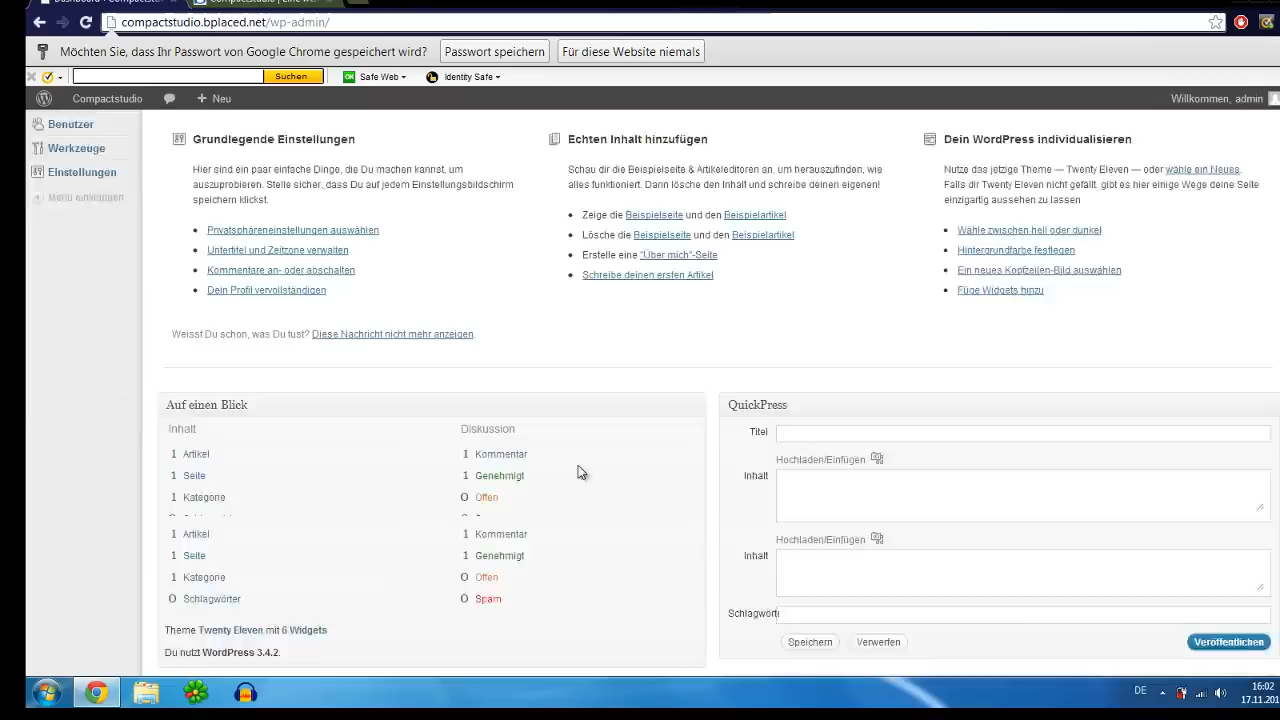 compactstudio.bplaced.net/wp-admin/
Möchten Sie, dass Ihr Passwort von Google Chrome gespeichert wird? Passwort speichern Für diese Website niemals
Suchen Safe Web Identity Safe
Compactstudio Neu Willkommen, admin
Benutzer
Werkzeuge
Einstellungen
Menü einklappen
Grundlegende Einstellungen
Hier sind ein paar einfache Dinge, die Du machen kannst, um
auszuprobieren. Stelle sicher, dass Du auf jedem Einstellungsbildschirm
speichern klickst.
Privatsphäreneinstellungen auswählen
Untertitel und Zeitzone verwalten
Kommentare an- oder abschalten
Dein Profil vervollständigen
Echten Inhalt hinzufügen
Schau dir die Beispielseite & Artikeleditoren an, um herauszufinden, wie
alles funktioniert. Dann lösche den Inhalt und schreibe deinen eigenen!
Zeige die Beispielseite und den Beispielartikel
Lösche die Beispielseite und den Beispielartikel
Erstelle eine "Über mich"-Seite
Schreibe deinen ersten Artikel
Dein WordPress individualisieren
Nutze das jetzige Theme — Twenty Eleven — oder wähle ein Neues.
Falls dir Twenty Eleven nicht gefällt, gibt es hier einige Wege deine Seite
einzigartig aussehen zu lassen
Wähle zwischen hell oder dunkel
Hintergrundfarbe festlegen
Ein neues Kopfzeilen-Bild auswählen
Füge Widgets hinzu
Weisst Du schon, was Du tust? Diese Nachricht nicht mehr anzeigen
Auf einen Blick
Inhalt Diskussion
1 Artikel 1 Kommentar
1 Seite 1 Genehmigt
1 Kategorie 0 Offen
1 Artikel 1 Kommentar
1 Seite 1 Genehmigt
1 Kategorie 0 Offen
0 Schlagwörter 0 Spam
Theme Twenty Eleven mit 6 Widgets
Du nutzt WordPress 3.4.2.
QuickPress
Titel
Hochladen/Einfügen
Inhalt
Hochladen/Einfügen
Inhalt
Schlagwörte
Speichern Verwerfen Veröffentlichen
DE 16:02
17.11.201